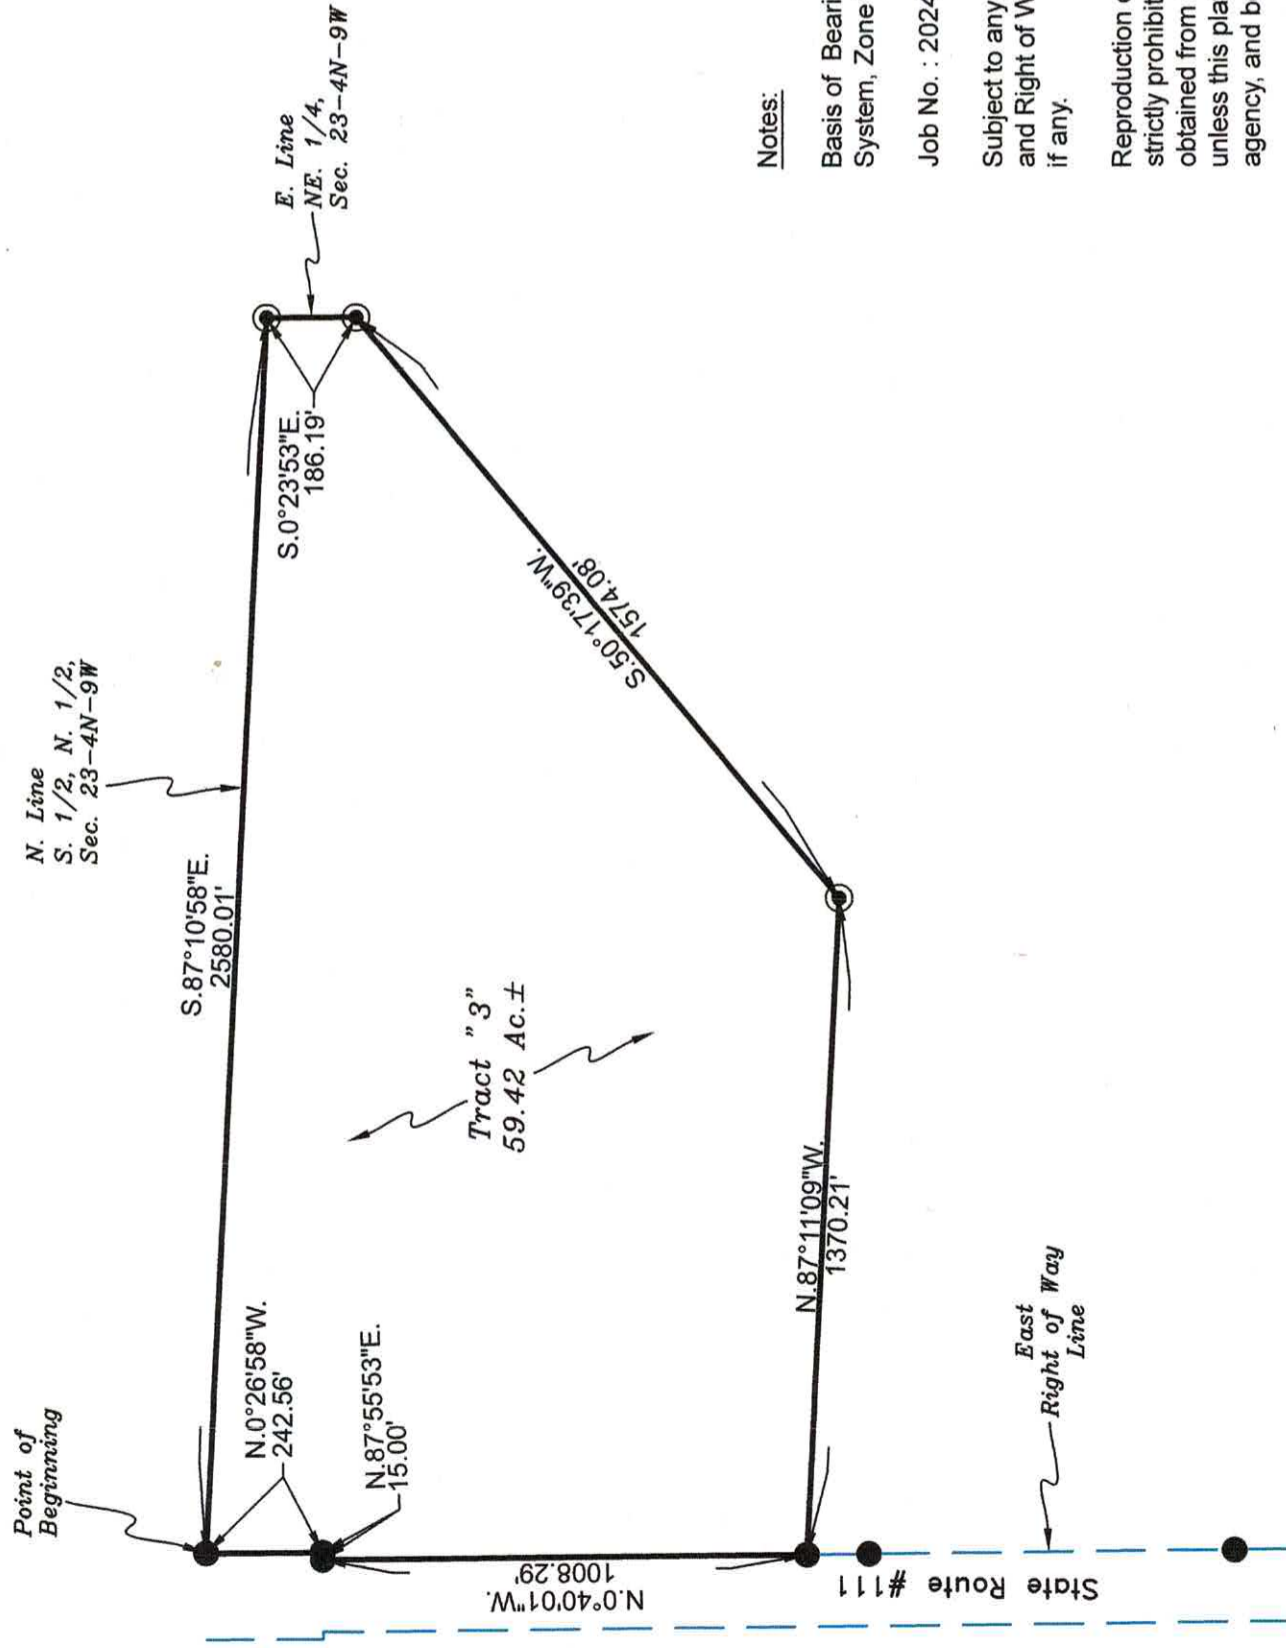 N. Line
S. 1/2, N. 1/2,
Sec. 23-4N-9W
Point of
Beginning
S.87°10'58"E.
2580.01'
E. Line
NE. 1/4,
Sec. 23-4N-9W
S.0°23'53"E.
186.19'
N.0°26'58"W.
242.56'
N.87°55'53"E.
15.00'
Tract "3"
59.42 Ac.±
S.50°17'39"W.
1574.08'
N.0°40'01"W.
1008.29'
N.87°11'09"W.
1370.21'
State Route #111
East
Right of Way
Line
Notes:
Basis of Beari
System, Zone
Job No. : 2024
Subject to any
and Right of W
if any.
Reproduction
strictly prohibit
obtained from
unless this pla
agency, and b